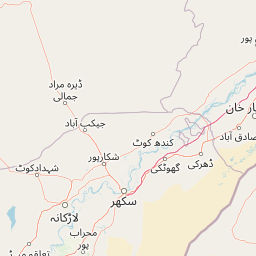 پور
ڈیرہ مراد
جمالی
یار خان
جیکب آباد
صادق آباد
کندھ کوٹ
شکارپور
گھوٹکی
ڈھرکی
شہدادکوٹ
سکھر
لاڑکانہ
محراب
پور